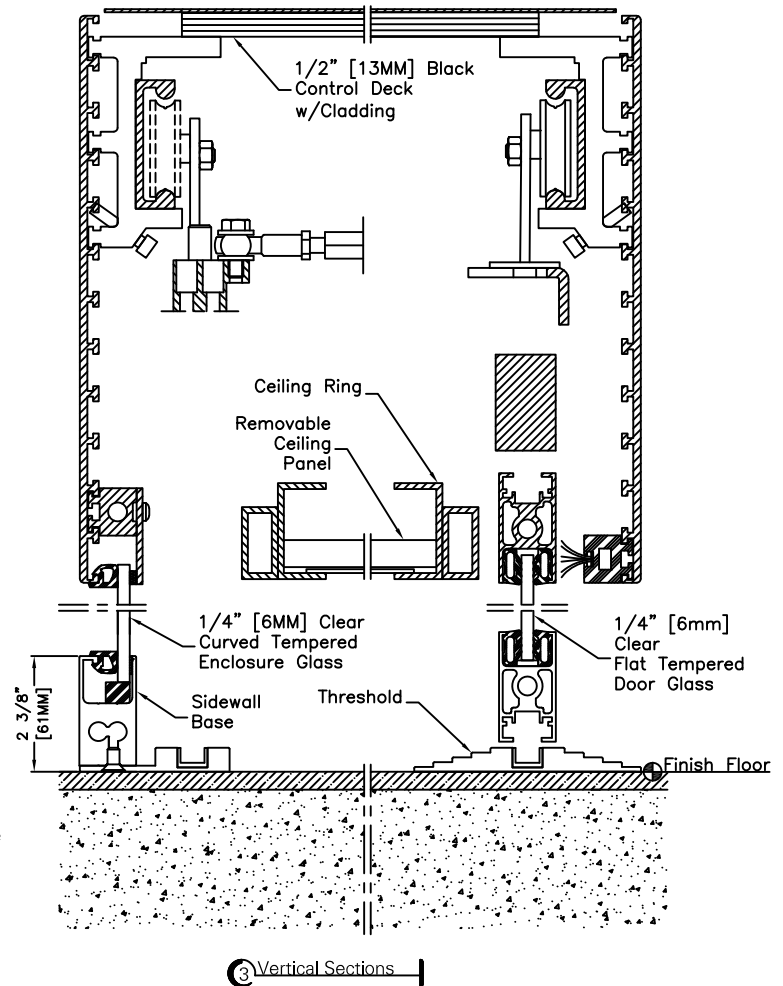 1/2" [13MM] Black
Control Deck
w/Cladding
Ceiling Ring
Removable
Ceiling
Panel
1/4" [6MM] Clear
Curved Tempered
Enclosure Glass
1/4" [6mm]
Clear
Flat Tempered
Door Glass
2 3/8"
[61MM]
Sidewall
Base
Threshold
Finish Floor
3 Vertical Sections